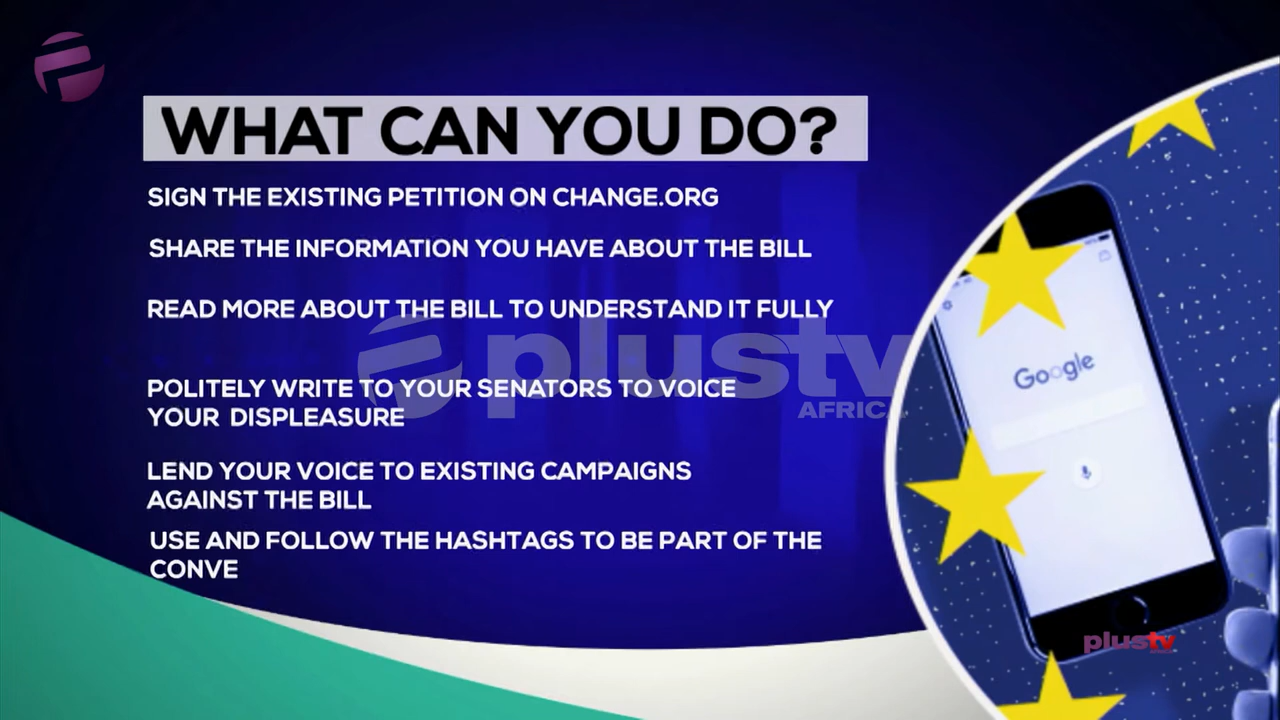 WHAT CAN YOU DO?
SIGN THE EXISTING PETITION ON CHANGE.ORG
SHARE THE INFORMATION YOU HAVE ABOUT THE BILL
READ MORE ABOUT THE BILL TO UNDERSTAND IT FULLY
plustv
AFRICA
POLITELY WRITE TO YOUR SENATORS TO VOICE
YOUR DISPLEASURE
LEND YOUR VOICE TO EXISTING CAMPAIGNS
AGAINST THE BILL
USE AND FOLLOW THE HASHTAGS TO BE PART OF THE
CONVE
Google
plustv